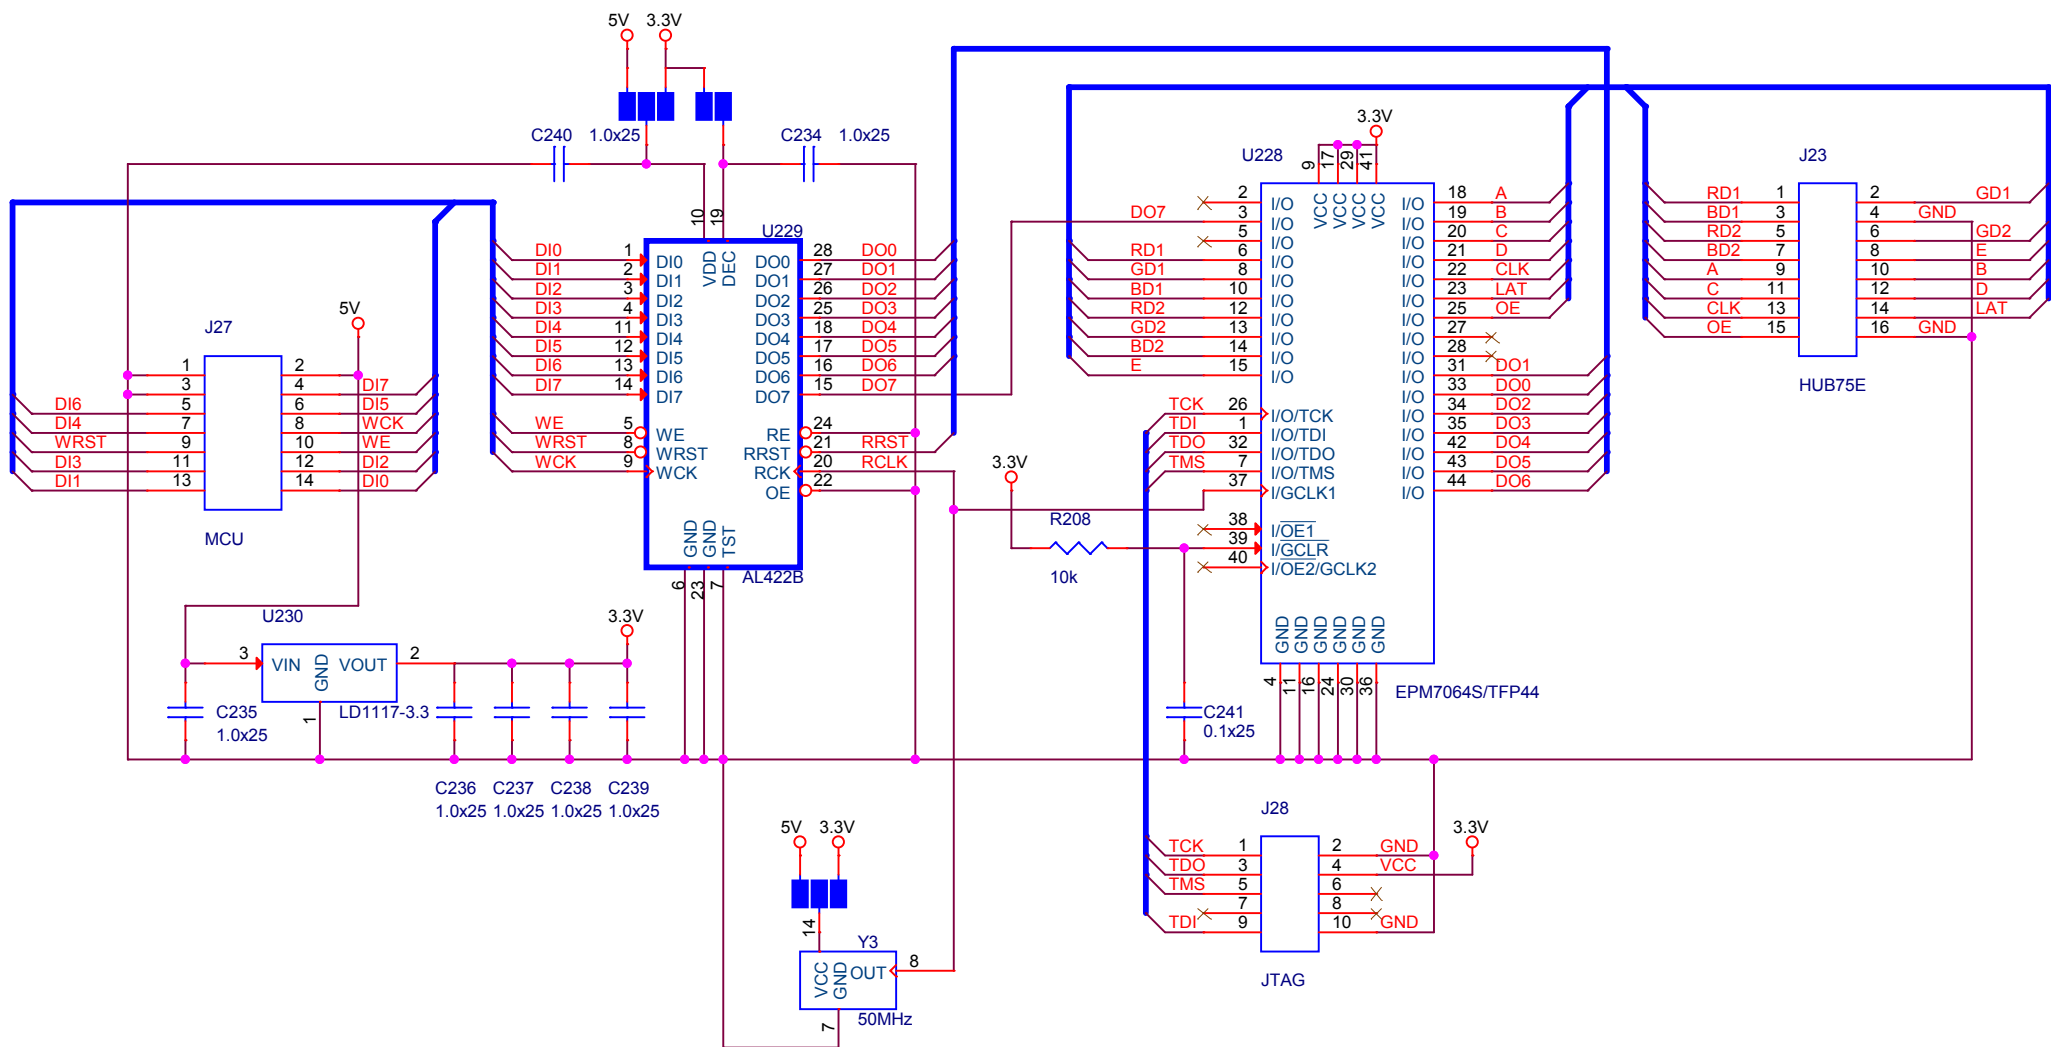 5V 3.3V
C240 1.0x25
C234 1.0x25
3.3V
U228
9 17 29 41
VCC VCC VCC VCC
J23
U229
10 19
VDD DEC
DI0 1 DI0
DI1 2 DI1
DI2 3 DI2
DI3 4 DI3
DI4 11 DI4
DI5 12 DI5
DI6 13 DI6
DI7 14 DI7
WE 5 WE
WRST 8 WRST
WCK 9 WCK
DO0 28 DO0
DO1 27 DO1
DO2 26 DO2
DO3 25 DO3
DO4 18 DO4
DO5 17 DO5
DO6 16 DO6
DO7 15 DO7
RE 24
RRST 21 RRST
RCK 20 RCLK
OE 22
GND GND TST
6 23 7
AL422B
5V
J27
1 2
3 4 DI7
DI6 5 6 DI5
DI4 7 8 WCK
WRST 9 10 WE
DI3 11 12 DI2
DI1 13 14 DI0
MCU
2 I/O
DO7 3 I/O
5 I/O
RD1 6 I/O
GD1 8 I/O
BD1 10 I/O
RD2 12 I/O
GD2 13 I/O
BD2 14 I/O
E 15 I/O
TCK 26 I/O/TCK
TDI 1 I/O/TDI
TDO 32 I/O/TDO
TMS 7 I/O/TMS
37 I/GCLK1
38 I/OE1
39 I/GCLR
40 I/OE2/GCLK2
I/O 18 A
I/O 19 B
I/O 20 C
I/O 21 D
I/O 22 CLK
I/O 23 LAT
I/O 25 OE
I/O 27
I/O 28
I/O 31 DO1
I/O 33 DO0
I/O 34 DO2
I/O 35 DO3
I/O 42 DO4
I/O 43 DO5
I/O 44 DO6
GND GND GND GND GND GND
4 11 16 24 30 36
EPM7064S/TFP44
RD1 1 2 GD1
BD1 3 4 GND
RD2 5 6 GD2
BD2 7 8 E
A 9 10 B
C 11 12 D
CLK 13 14 LAT
OE 15 16 GND
HUB75E
3.3V
R208
10k
C241
0.1x25
U230
3 VIN GND VOUT 2
1
LD1117-3.3
3.3V
C235
1.0x25
C236 C237 C238 C239
1.0x25 1.0x25 1.0x25 1.0x25
5V 3.3V
14
Y3
VCC GND OUT 8
7
50MHz
J28
3.3V
TCK 1 2 GND
TDO 3 4 VCC
TMS 5 6
7 8
TDI 9 10 GND
JTAG